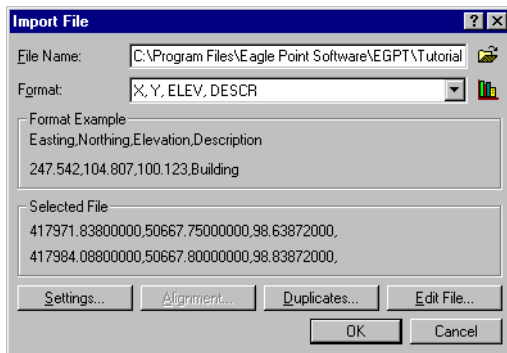 Import File
File Name: C:\Program Files\Eagle Point Software\EGPT\Tutorial
Format: X, Y, ELEV, DESCR
Format Example
Easting,Northing,Elevation,Description
247.542,104.807,100.123,Building
Selected File
417971.83800000,50667.75000000,98.63872000,
417984.08800000,50667.80000000,98.83872000,
Settings... Alignment... Duplicates... Edit File...
OK Cancel